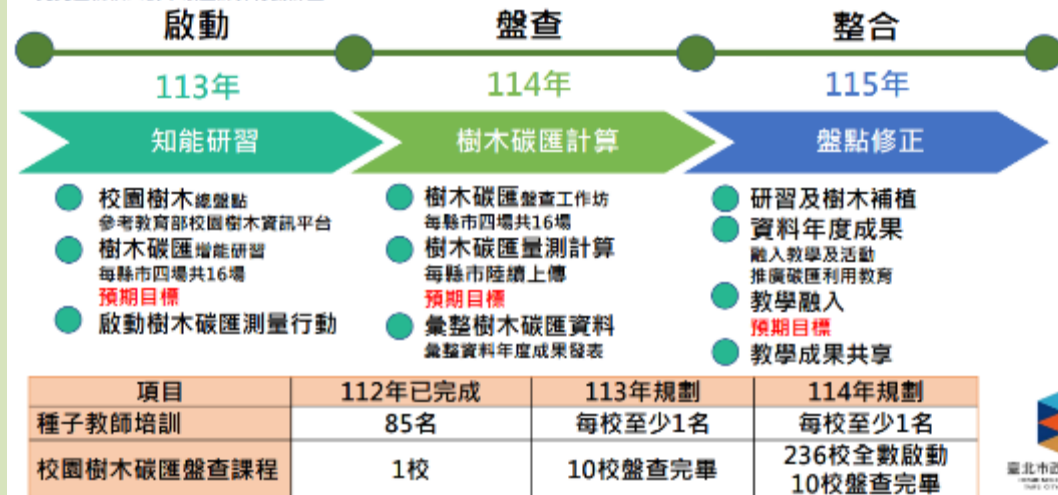 啟動
盤查
整合
113年
114年
115年
知能研習
樹木碳匯計算
盤點修正
校園樹木總盤點
參考教育部校園樹木資訊平台
樹木碳匯增能研習
每縣市四場共16場
預期目標
啟動樹木碳匯測量行動
樹木碳匯盤查工作坊
每縣市四場共16場
樹木碳匯量測計算
每縣市陸續上傳
預期目標
彙整樹木碳匯資料
彙整資料年度成果發表
研習及樹木補植
資料年度成果
融入教學及活動
推廣碳匯利用教育
教學融入
預期目標
教學成果共享
項目 112年已完成 113年規劃 114年規劃
種子教師培訓 85名 每校至少1名 每校至少1名
校園樹木碳匯盤查課程 1校 10校盤查完畢 236校全數啟動
10校盤查完畢
臺北市政